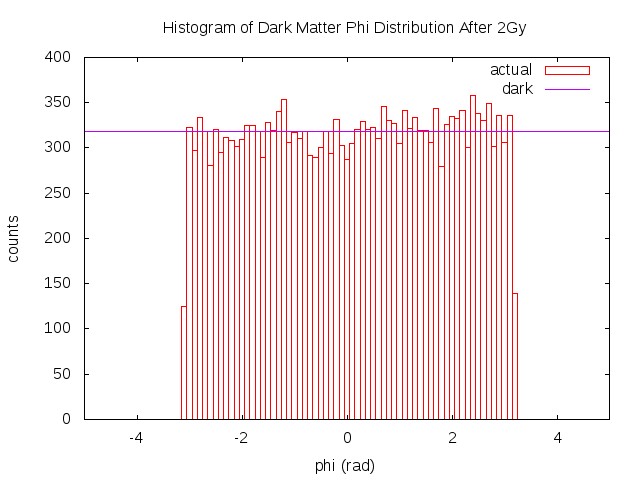 Histogram of Dark Matter Phi Distribution After 2Gy
400
350
300
250
200
150
100
50
0
counts
actual
dark
-4 -2 0 2 4
phi (rad)